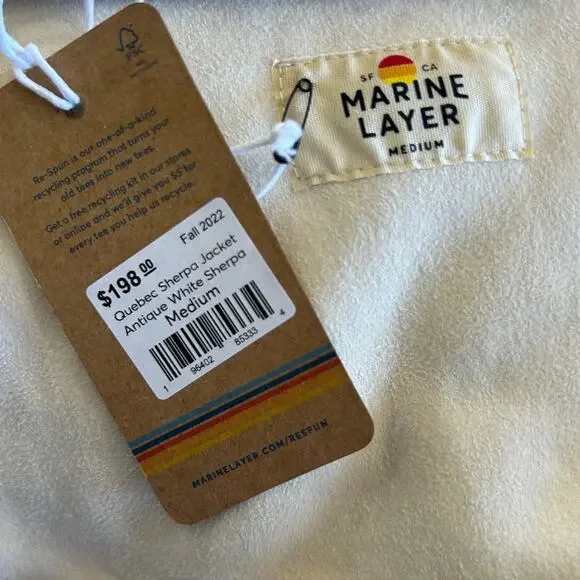 FSC
Re-Spun is our one-of-a-kind
recycling program that turns your
old tees into new tees.
Get a free recycling kit in our stores
or online and we'll give you $5 for
every tee you help us recycle.
$198.00
Fall 2022
Quebec Sherpa Jacket
Antique White Sherpa
Medium
1 96402 85333 4
MARINELAYER.COM/RESPUN
SF CA
MARINE
LAYER
MEDIUM